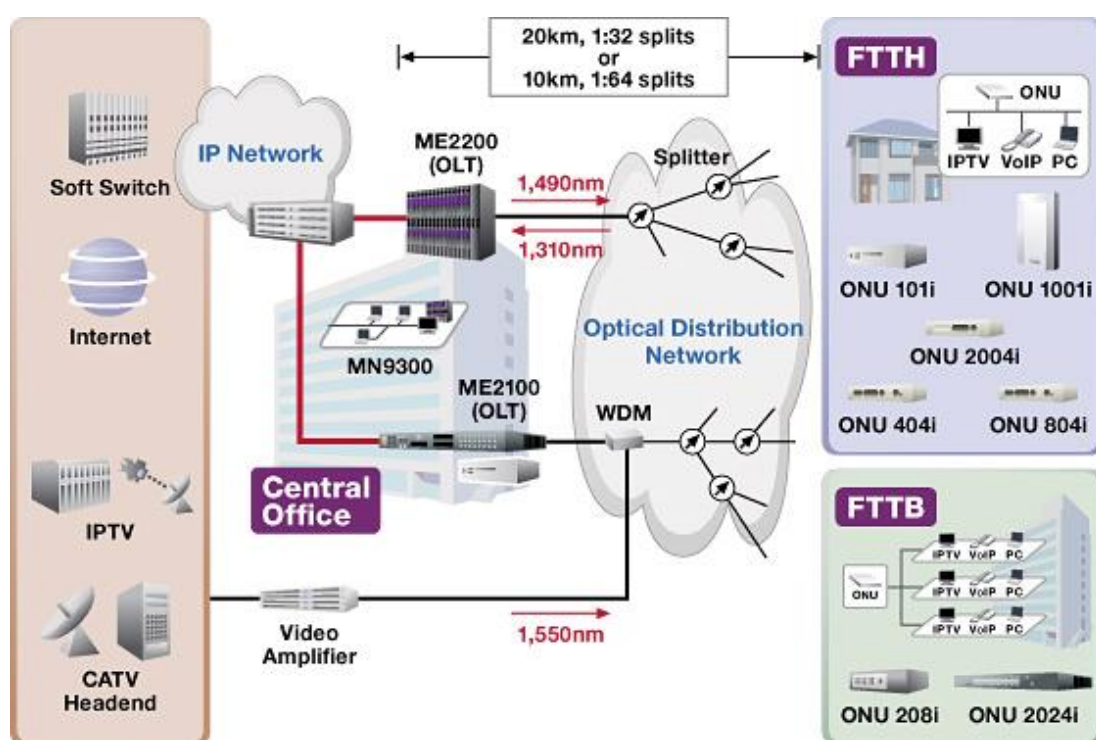 20km, 1:32 splits
or
10km, 1:64 splits
Soft Switch
Internet
IPTV
CATV
Headend
IP Network
ME2200
(OLT)
1,490nm
1,310nm
Splitter
MN9300
ME2100
(OLT)
Central
Office
Optical Distribution
Network
WDM
Video
Amplifier
1,550nm
FTTH
ONU
IPTV VoIP PC
ONU 101i
ONU 1001i
ONU 2004i
ONU 404i
ONU 804i
FTTB
ONU
IPTV VoIP PC
IPTV VoIP PC
IPTV VoIP PC
ONU 208i
ONU 2024i